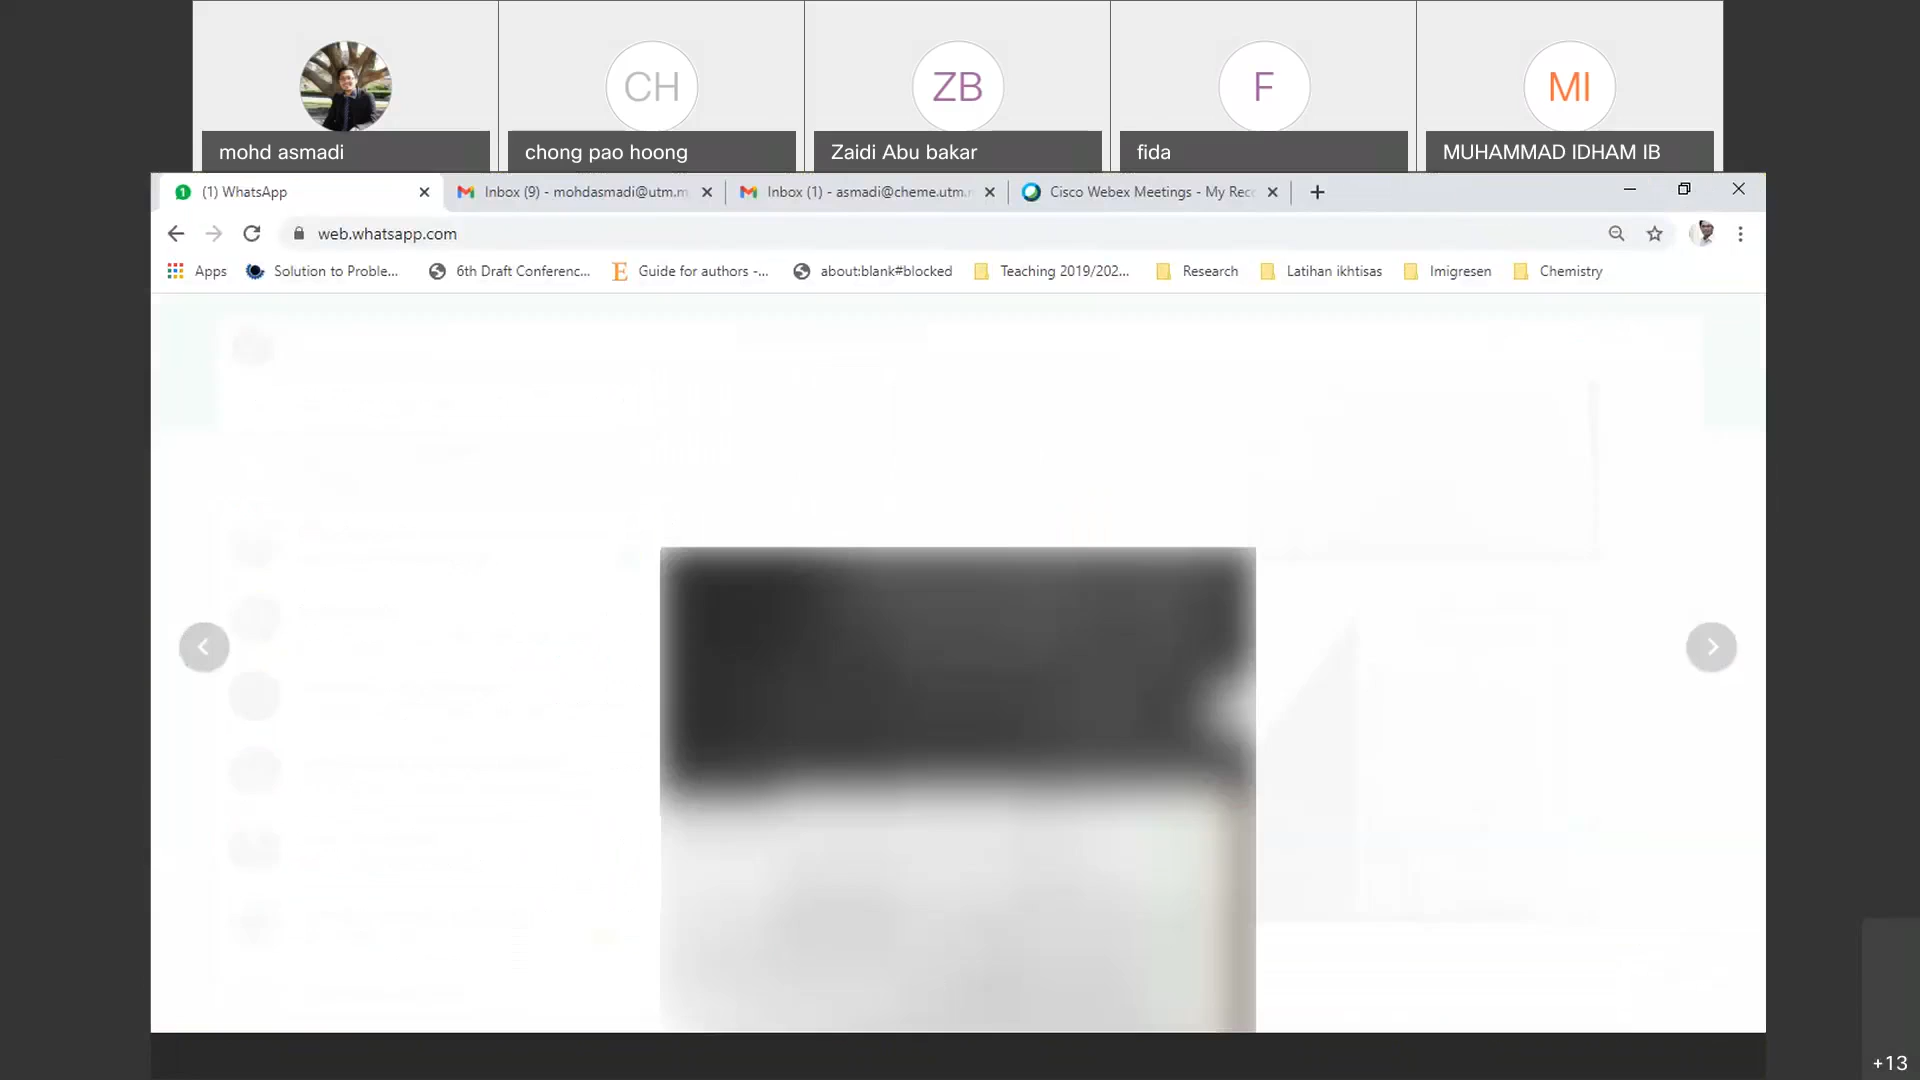 CH
ZB
F
MI
mohd asmadi
chong pao hoong
Zaidi Abu bakar
fida
MUHAMMAD IDHAM IB
1
(1) WhatsApp
Inbox (9) - mohdasmadi@utm.m
Inbox (1) - asmadi@cheme.utm.
Cisco Webex Meetings - My Rec
web.whatsapp.com
Apps
Solution to Proble...
6th Draft Conferenc...
E
Guide for authors -...
about:blank#blocked
Teaching 2019/202...
Research
Latihan ikhtisas
Imigresen
Chemistry
+13